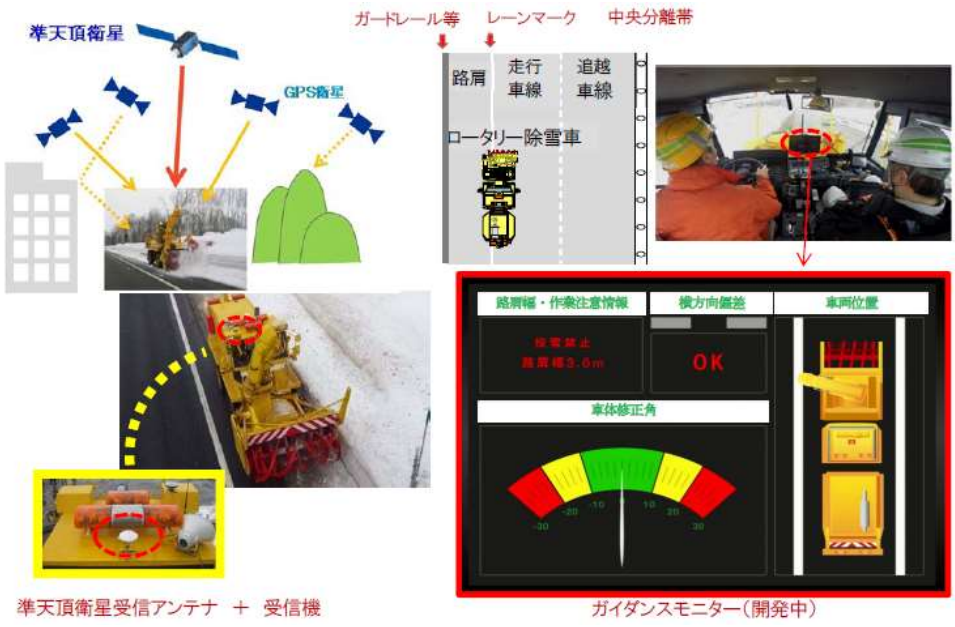 準天頂衛星
GPS衛星
ガードレール等
レーンマーク
中央分離帯
路肩
走行
車線
追越
車線
ロータリー除雪車
路肩幅・作業注意情報
横方向偏差
車両位置
投雪禁止
路肩幅3.0m
OK
車体修正角
-30
-20
-10
10
20
30
準天頂衛星受信アンテナ ＋ 受信機
ガイダンスモニター(開発中)